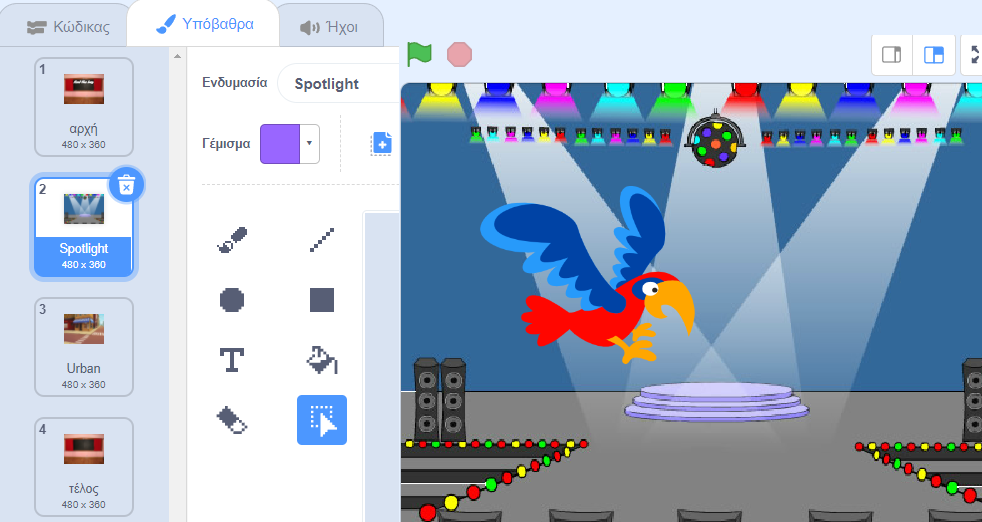 Κώδικας
Υπόβαθρα
Ήχοι
1
αρχή
480 x 360
2
Spotlight
480 x 360
3
Urban
480 x 360
4
τέλος
480 x 360
Ενδυμασία
Spotlight
Γέμισμα